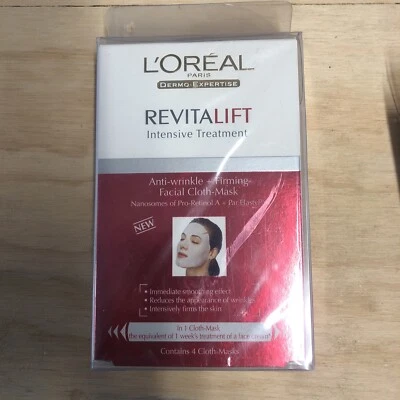 L'ORÉAL
PARIS
DERMO-EXPERTISE
REVITALIFT
Intensive Treatment
Anti-wrinkle + Firming
Facial Cloth-Mask
Nanosomes of Pro-Retinol A + Par Elastyl
NEW
• Immediate smoothing effect
• Reduces the appearance of wrinkles
• Intensively firms the skin
In 1 Cloth-Mask
the equivalent of 1 week's treatment of a face cream*
Contains 4 Cloth-Masks